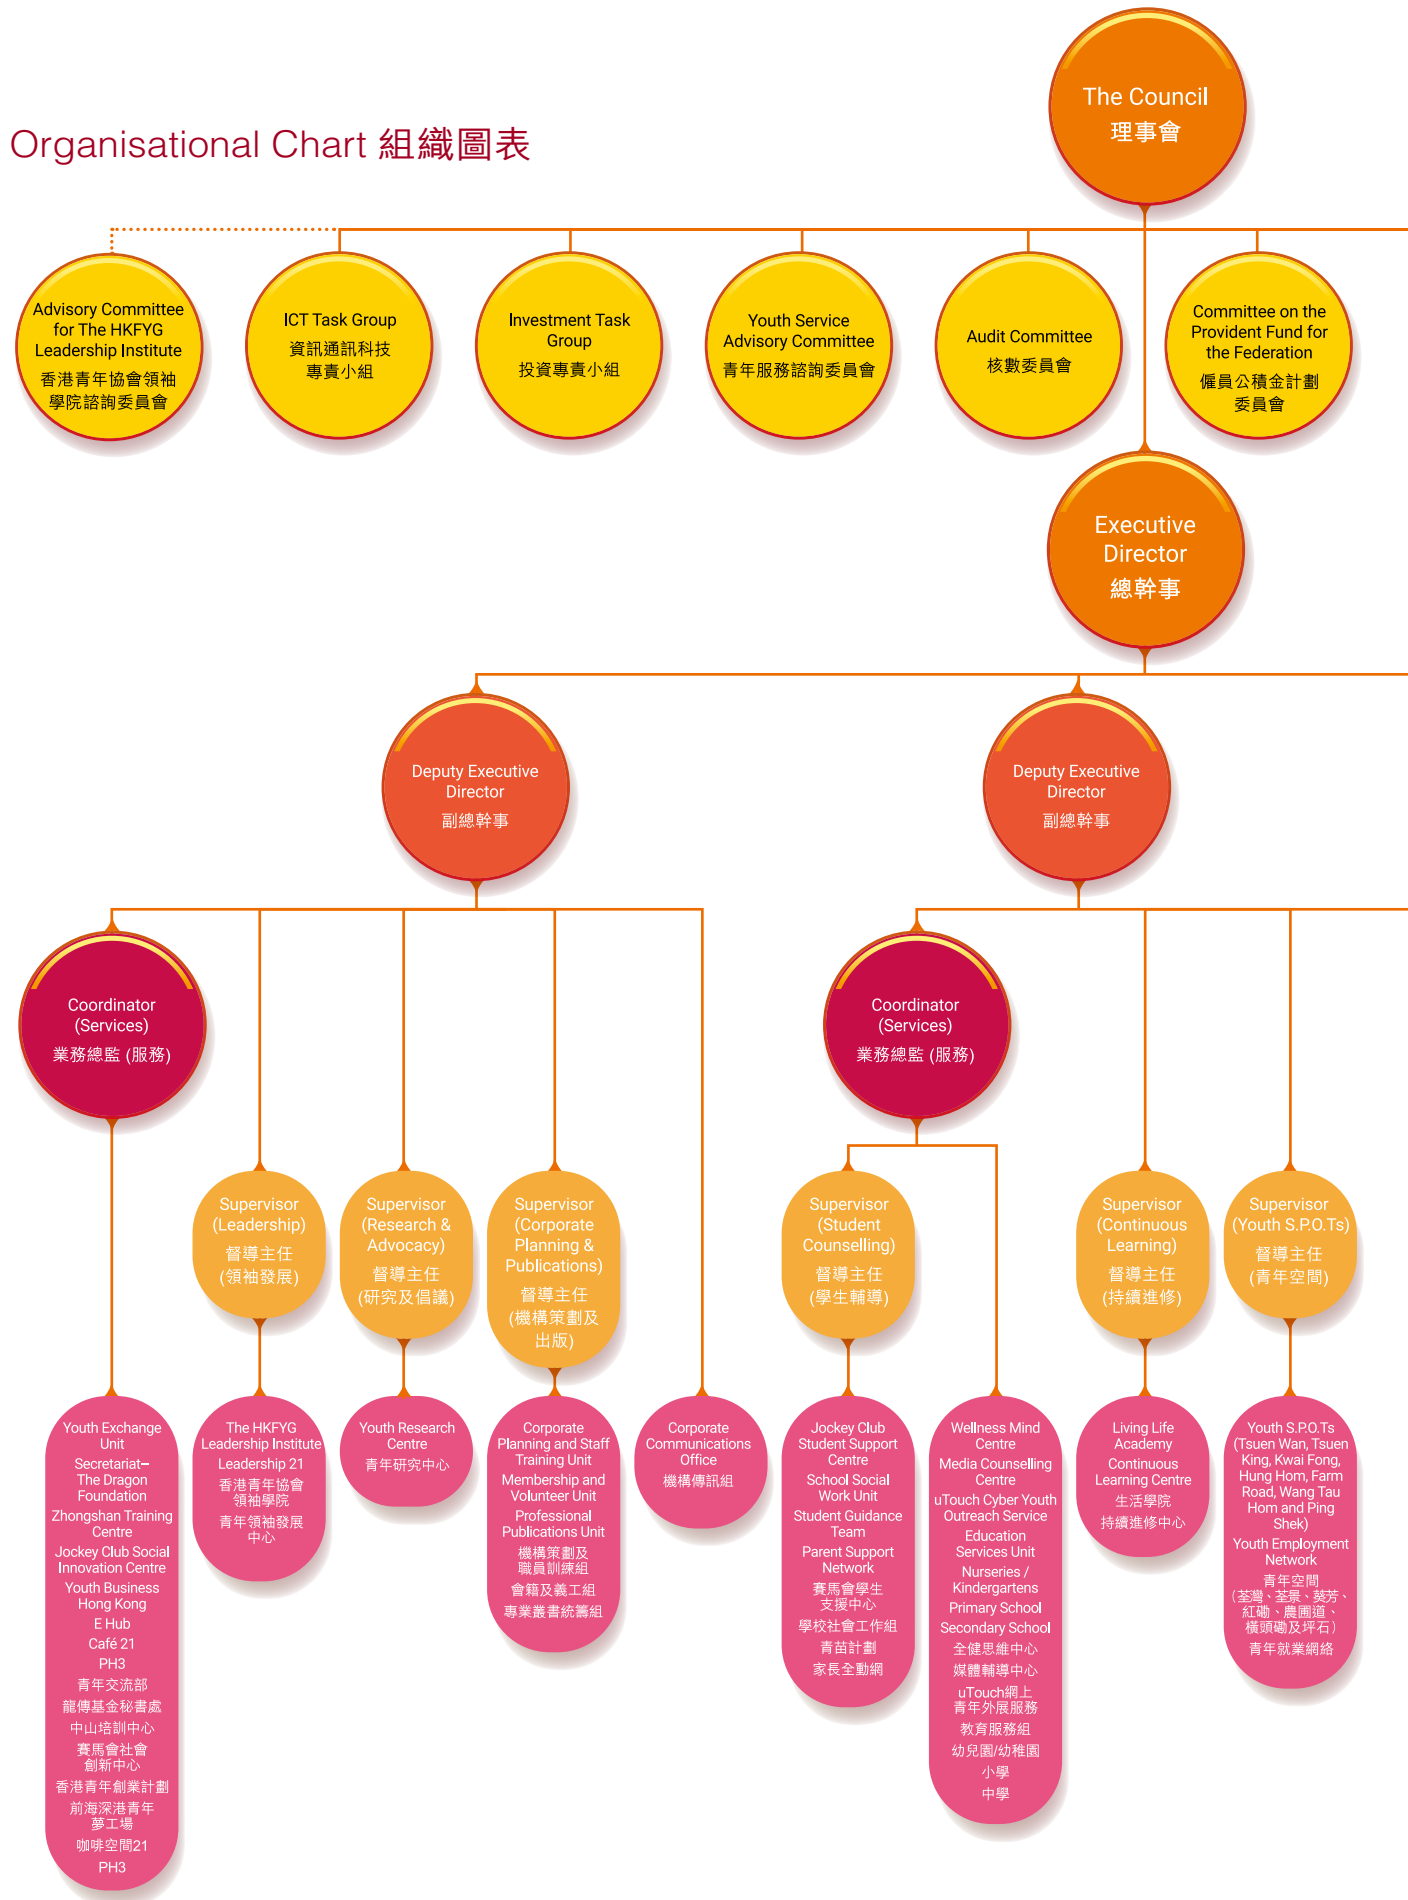 The Council
理事會
Organisational Chart 組織圖表
Advisory Committee
for The HKFYG
Leadership Institute
香港青年協會領袖
學院諮詢委員會
ICT Task Group
資訊通訊科技
專責小組
Investment Task
Group
投資專責小組
Youth Service
Advisory Committee
青年服務諮詢委員會
Audit Committee
核數委員會
Committee on the
Provident Fund for
the Federation
僱員公積金計劃
委員會
Executive
Director
總幹事
Deputy Executive
Director
副總幹事
Deputy Executive
Director
副總幹事
Coordinator
(Services)
業務總監 (服務)
Coordinator
(Services)
業務總監 (服務)
Supervisor
(Leadership)
督導主任
(領袖發展)
Supervisor
(Research &
Advocacy)
督導主任
(研究及倡議)
Supervisor
(Corporate
Planning &
Publications)
督導主任
(機構策劃及
出版)
Supervisor
(Student
Counselling)
督導主任
(學生輔導)
Supervisor
(Continuous
Learning)
督導主任
(持續進修)
Supervisor
(Youth S.P.O.Ts)
督導主任
(青年空間)
Youth Exchange
Unit
Secretariat–
The Dragon
Foundation
Zhongshan Training
Centre
Jockey Club Social
Innovation Centre
Youth Business
Hong Kong
E Hub
Café 21
PH3
青年交流部
龍傳基金秘書處
中山培訓中心
賽馬會社會
創新中心
香港青年創業計劃
前海深港青年
夢工場
咖啡空間21
PH3
The HKFYG
Leadership Institute
Leadership 21
香港青年協會
領袖學院
青年領袖發展
中心
Youth Research
Centre
青年研究中心
Corporate
Planning and Staff
Training Unit
Membership and
Volunteer Unit
Professional
Publications Unit
機構策劃及
職員訓練組
會籍及義工組
專業叢書統籌組
Corporate
Communications
Office
機構傳訊組
Jockey Club
Student Support
Centre
School Social
Work Unit
Student Guidance
Team
Parent Support
Network
賽馬會學生
支援中心
學校社會工作組
青苗計劃
家長全動網
Wellness Mind
Centre
Media Counselling
Centre
uTouch Cyber Youth
Outreach Service
Education
Services Unit
Nurseries /
Kindergartens
Primary School
Secondary School
全健思維中心
媒體輔導中心
uTouch網上
青年外展服務
教育服務組
幼兒園/幼稚園
小學
中學
Living Life
Academy
Continuous
Learning Centre
生活學院
持續進修中心
Youth S.P.O.Ts
(Tsuen Wan, Tsuen
King, Kwai Fong,
Hung Hom, Farm
Road, Wang Tau
Hom and Ping
Shek)
Youth Employment
Network
青年空間
(荃灣、荃景、葵芳、
紅磡、農圃道、
橫頭磡及坪石)
青年就業網絡